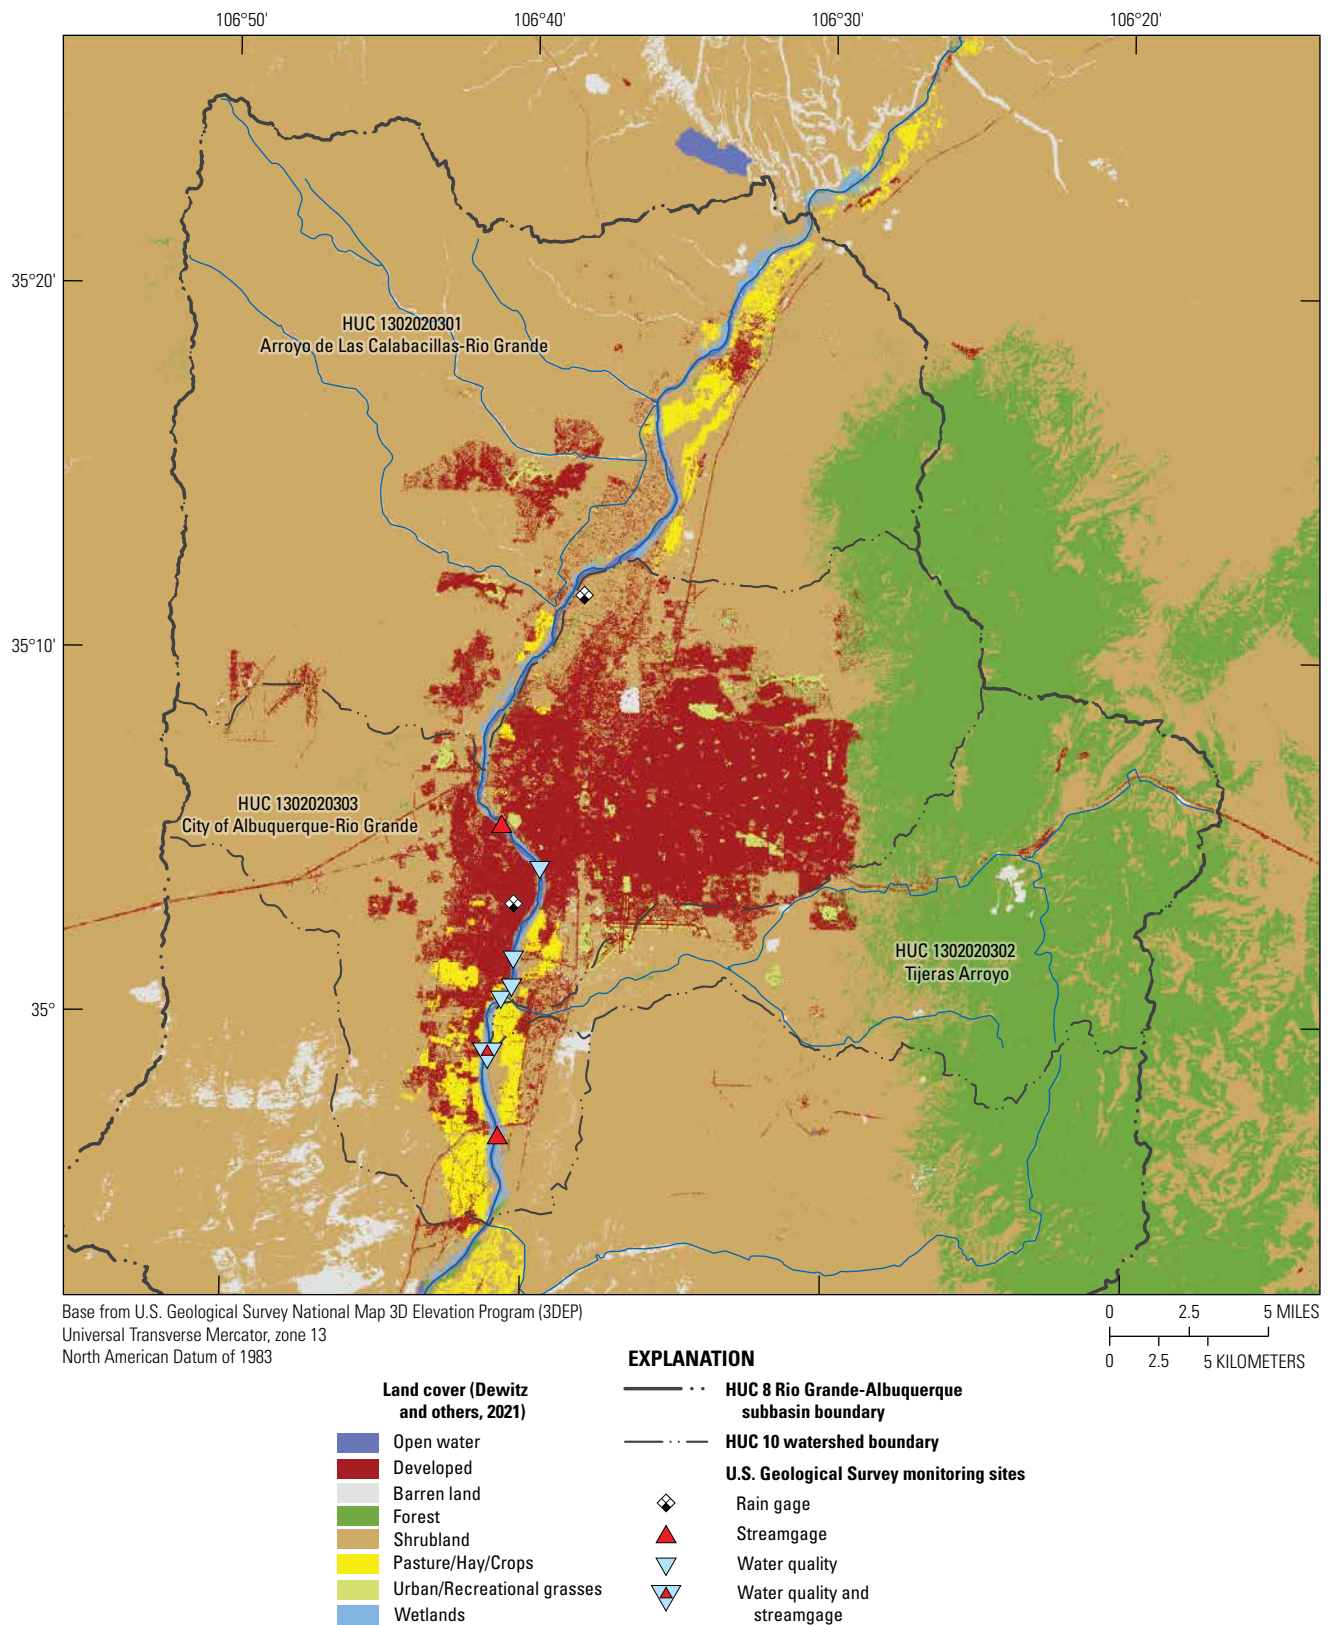 106°50'
106°40'
106°30'
106°20'
35°20'
HUC 1302020301
Arroyo de Las Calabacillas-Rio Grande
35°10'
HUC 1302020303
City of Albuquerque-Rio Grande
HUC 1302020302
Tijeras Arroyo
35°
Base from U.S. Geological Survey National Map 3D Elevation Program (3DEP)
Universal Transverse Mercator, zone 13
North American Datum of 1983
0 2.5 5 MILES
0 2.5 5 KILOMETERS
EXPLANATION
Land cover (Dewitz
and others, 2021)
Open water
Developed
Barren land
Forest
Shrubland
Pasture/Hay/Crops
Urban/Recreational grasses
Wetlands
HUC 8 Rio Grande-Albuquerque
subbasin boundary
HUC 10 watershed boundary
U.S. Geological Survey monitoring sites
Rain gage
Streamgage
Water quality
Water quality and
streamgage